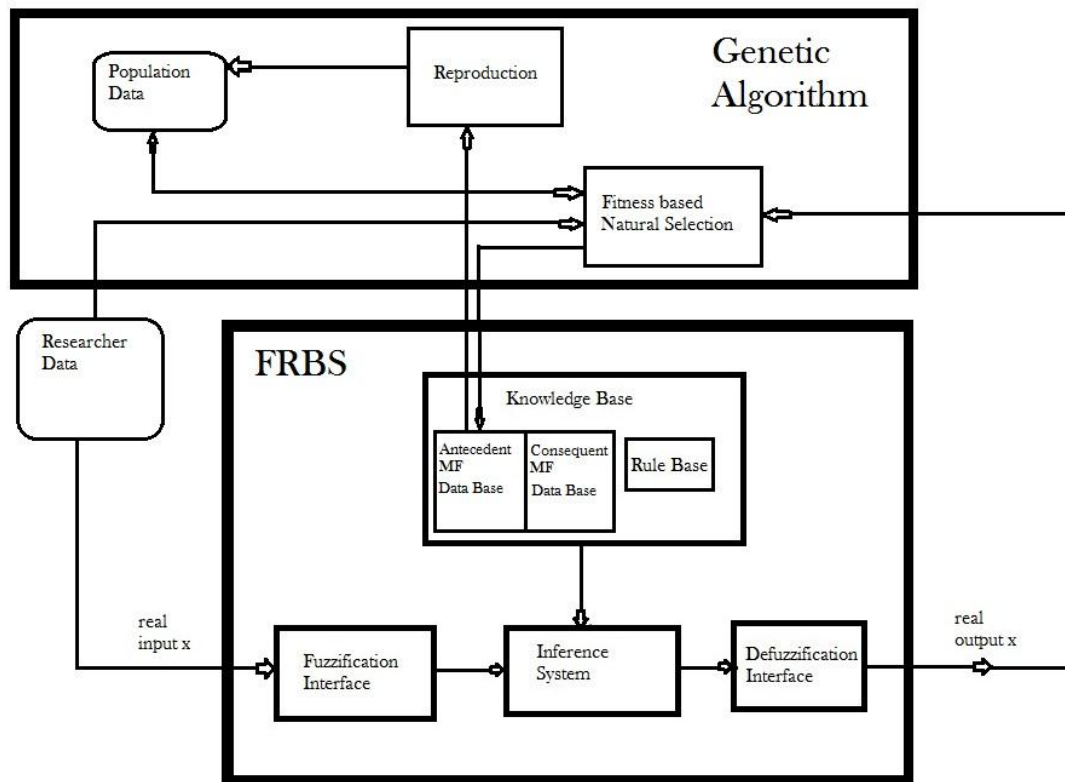 Genetic
Algorithm
Population
Data
Reproduction
Fitness based
Natural Selection
Researcher
Data
FRBS
Knowledge Base
Antecedent
MF
Data Base
Consequent
MF
Data Base
Rule Base
real
input x
Fuzzification
Interface
Inference
System
Defuzzification
Interface
real
output x